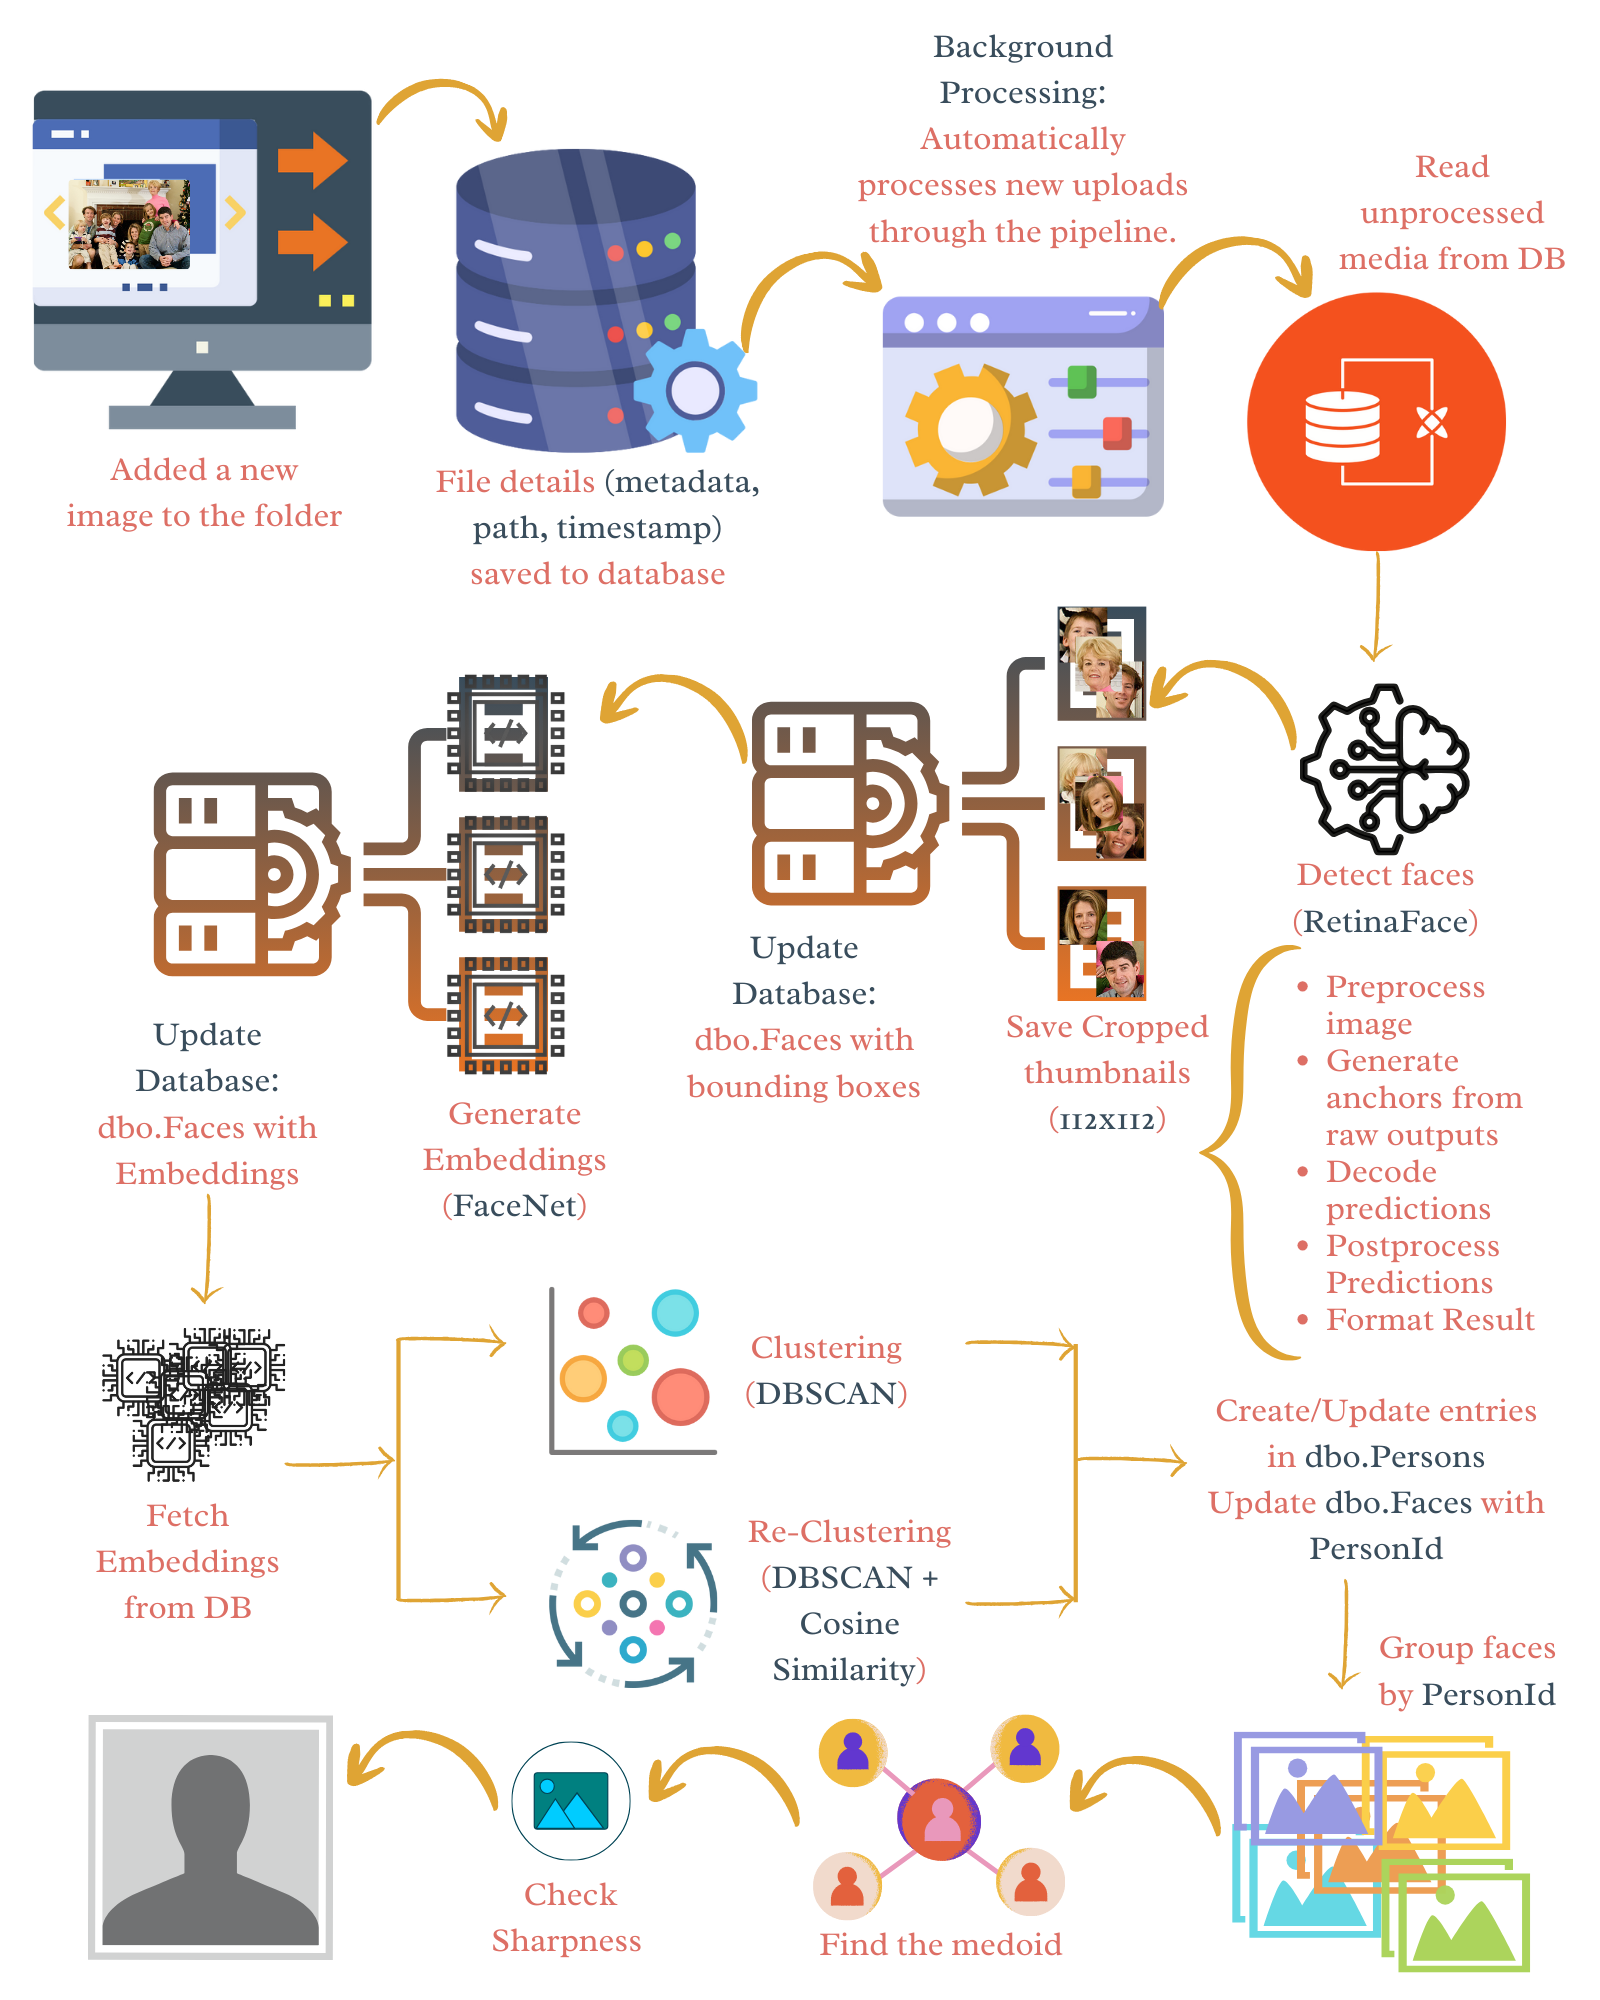 Added a new
image to the folder
File details (metadata,
path, timestamp)
saved to database
Background
Processing:
Automatically
processes new uploads
through the pipeline.
Read
unprocessed
media from DB
Detect faces
(RetinaFace)
• Preprocess
image
• Generate
anchors from
raw outputs
• Decode
predictions
• Postprocess
Predictions
• Format Result
Save Cropped
thumbnails
(112x112)
Update
Database:
dbo.Faces with
bounding boxes
Generate
Embeddings
(FaceNet)
Update
Database:
dbo.Faces with
Embeddings
Fetch
Embeddings
from DB
Clustering
(DBSCAN)
Re-Clustering
(DBSCAN +
Cosine
Similarity)
Create/Update entries
in dbo.Persons
Update dbo.Faces with
PersonId
Group faces
by PersonId
Find the medoid
Check
Sharpness